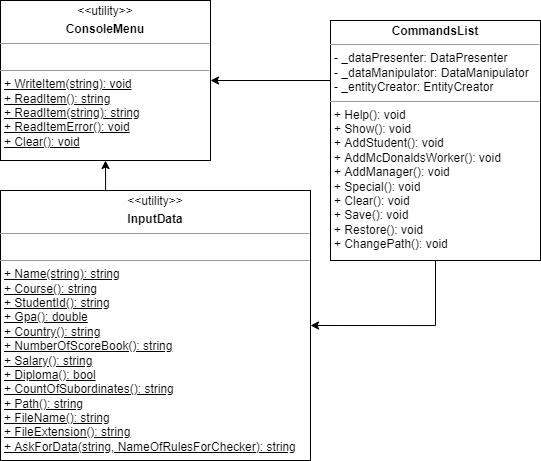 <<utility>>
ConsoleMenu
+ WriteItem(string): void
+ ReadItem(): string
+ ReadItem(string): string
+ ReadItemError(): void
+ Clear(): void
CommandsList
- _dataPresenter: DataPresenter
- _dataManipulator: DataManipulator
- _entityCreator: EntityCreator
+ Help(): void
+ Show(): void
+ AddStudent(): void
+ AddMcDonaldsWorker(): void
+ AddManager(): void
+ Special(): void
+ Clear(): void
+ Save(): void
+ Restore(): void
+ ChangePath(): void
<<utility>>
InputData
+ Name(string): string
+ Course(): string
+ StudentId(): string
+ Gpa(): double
+ Country(): string
+ NumberOfScoreBook(): string
+ Salary(): string
+ Diploma(): bool
+ CountOfSubordinates(): string
+ Path(): string
+ FileName(): string
+ FileExtension(): string
+ AskForData(string, NameOfRulesForChecker): string